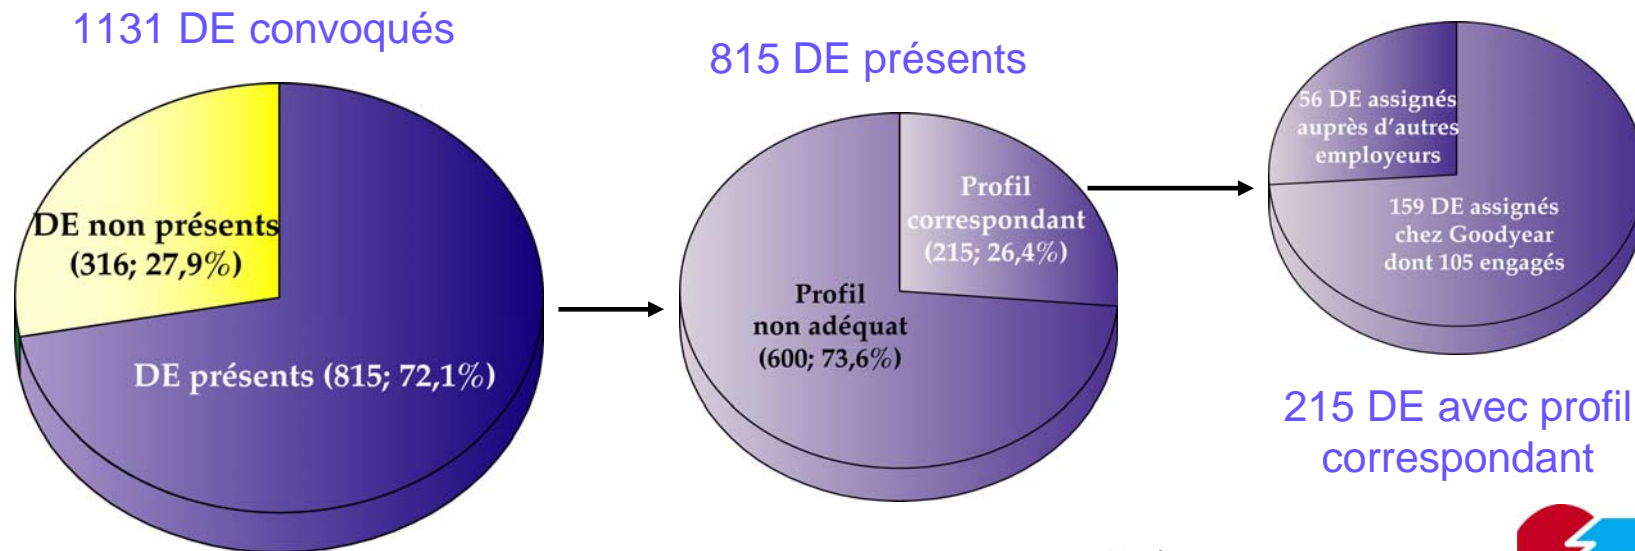 1131 DE convoqués
DE non présents
(316; 27,9%)
DE présents (815; 72,1%)
815 DE présents
Profil
correspondant
(215; 26,4%)
Profil
non adéquat
(600; 73,6%)
56 DE assignés
auprès d'autres
employeurs
159 DE assignés
chez Goodyear
dont 105 engagés
215 DE avec profil
correspondant